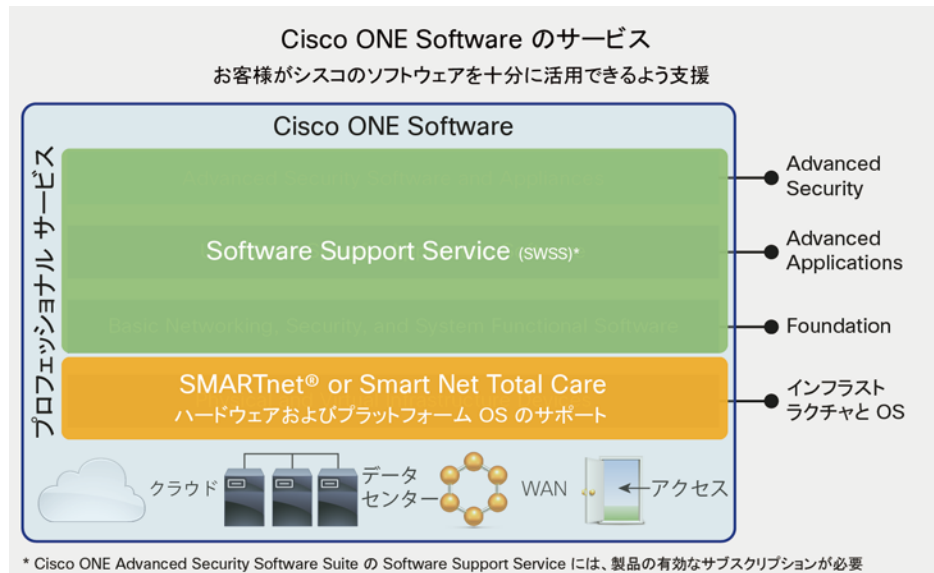 Cisco ONE Software のサービス
お客様がシスコのソフトウェアを十分に活用できるよう支援
Cisco ONE Software
プロフェッショナル サービス
Advanced
Security
Software Support Service (SWSS)*
Advanced
Applications
Basic Networking, Security, and System Functional Software
Foundation
SMARTnet® or Smart Net Total Care
ハードウェアおよびプラットフォーム OS のサポート
インフラスト
ラクチャと OS
クラウド
データ
センター
WAN
アクセス
* Cisco ONE Advanced Security Software Suite の Software Support Service には、製品の有効なサブスクリプションが必要